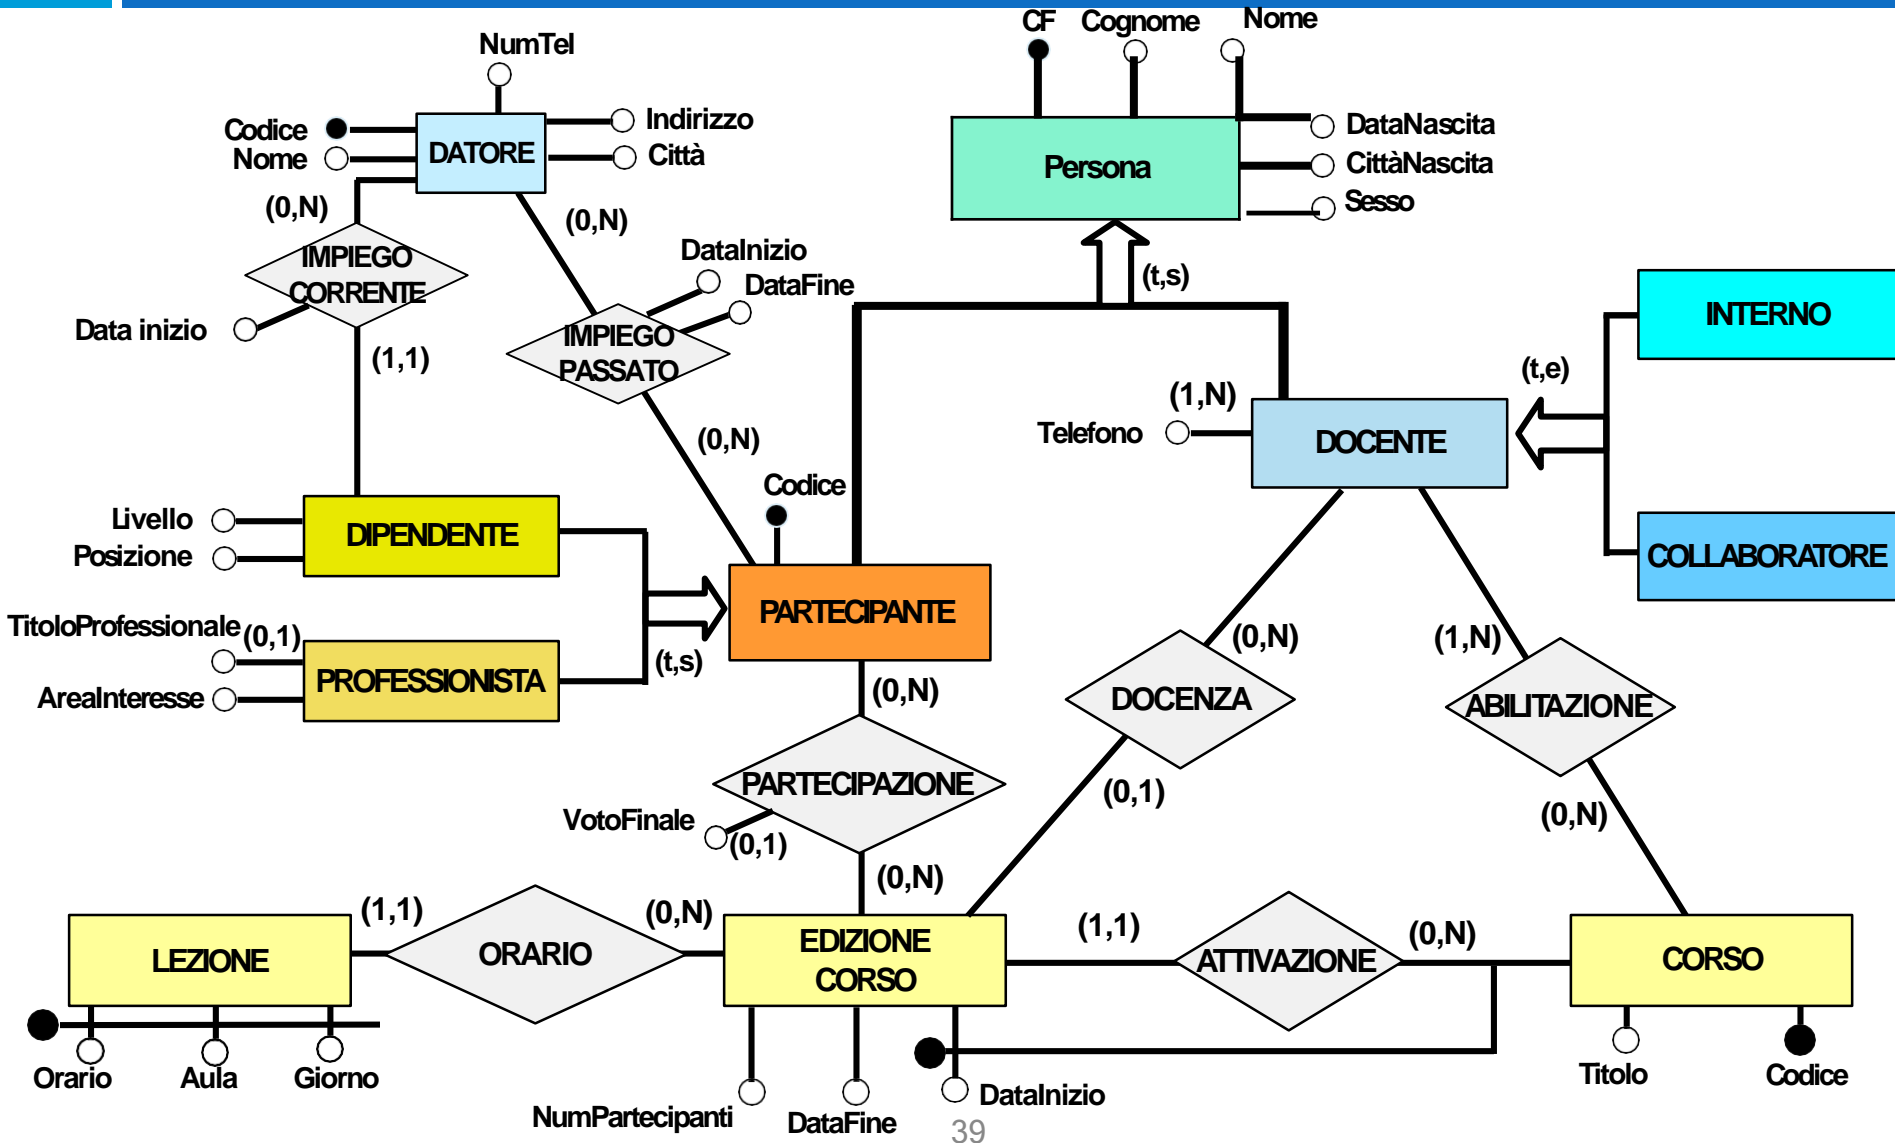 CF
Cognome
Nome
NumTel
Codice
Nome
DATORE
Indirizzo
Città
Persona
DataNascita
CittàNascita
Sesso
(0,N)
(0,N)
IMPIEGO
CORRENTE
DataInizio
DataFine
(t,s)
Data inizio
(1,1)
IMPIEGO
PASSATO
INTERNO
(t,e)
(1,N)
Telefono
DOCENTE
(0,N)
Codice
Livello
Posizione
DIPENDENTE
COLLABORATORE
PARTECIPANTE
TitoloProfessionale
(0,1)
AreaInteresse
PROFESSIONISTA
(t,s)
(0,N)
(0,N)
(1,N)
DOCENZA
ABILITAZIONE
PARTECIPAZIONE
VotoFinale
(0,1)
(0,1)
(0,N)
(0,N)
(1,1)
(0,N)
(1,1)
(0,N)
LEZIONE
ORARIO
EDIZIONE
CORSO
ATTIVAZIONE
CORSO
Orario
Aula
Giorno
NumPartecipanti
DataFine
DataInizio
Titolo
Codice
39